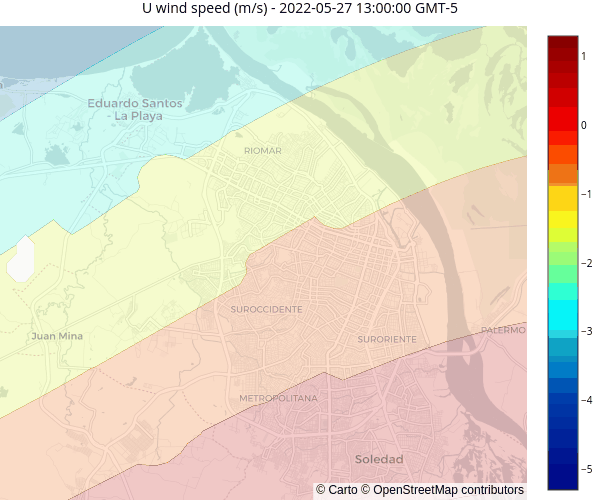 U wind speed (m/s) - 2022-05-27 13:00:00 GMT-5
Eduardo Santos
- La Playa
RIOMAR
SUROCCIDENTE
Juan Mina
SURORIENTE
PALERMO
METROPOLITANA
Soledad
© Carto © OpenStreetMap contributors
1
0
−1
−2
−3
−4
−5